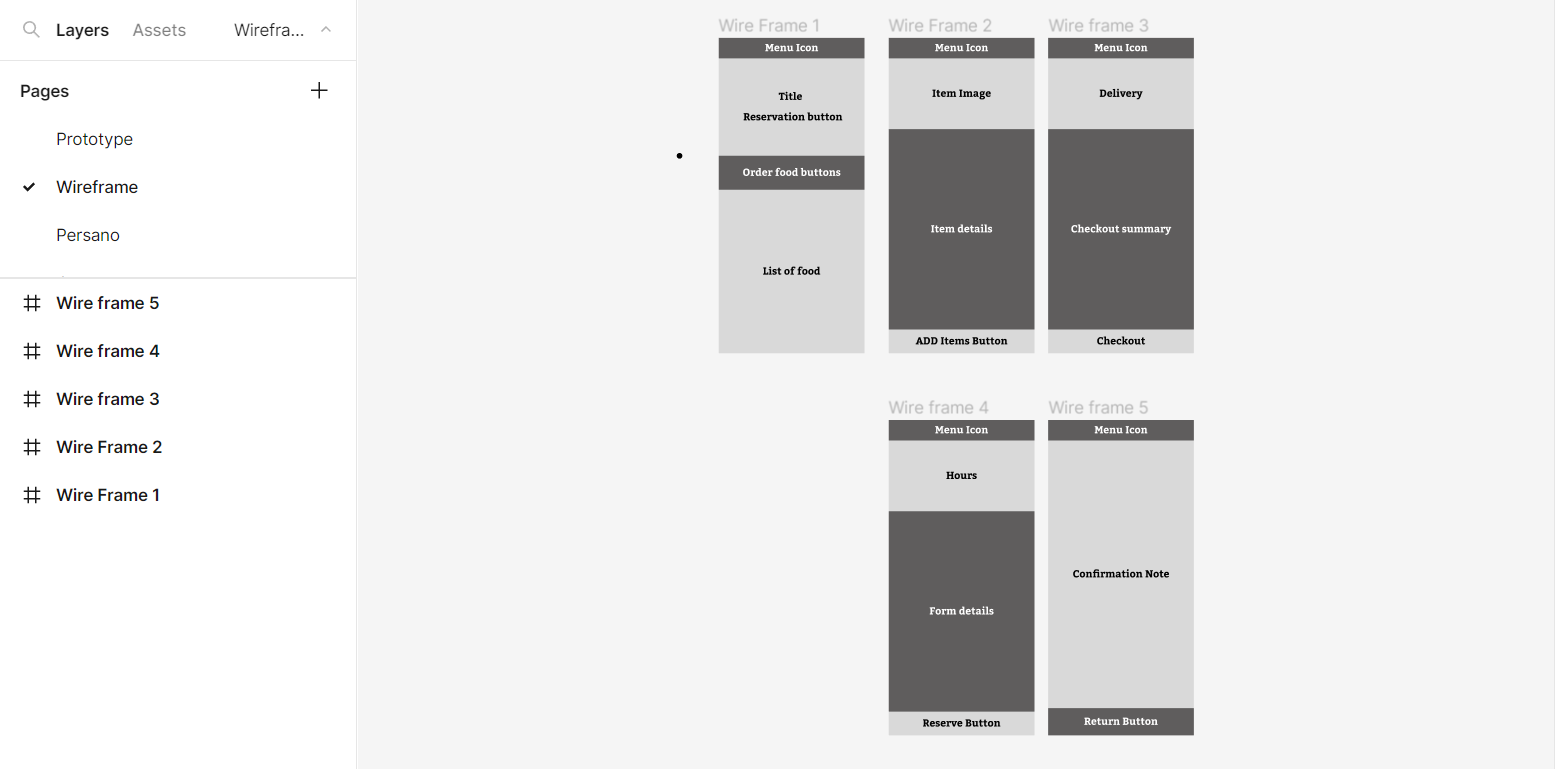 Layers Assets Wirefra...
Pages
Prototype
Wireframe
Persano
Wire frame 5
Wire frame 4
Wire frame 3
Wire Frame 2
Wire Frame 1
Wire Frame 1
Menu Icon
Title
Reservation button
Order food buttons
List of food
Wire Frame 2
Menu Icon
Item Image
Item details
ADD Items Button
Wire frame 3
Menu Icon
Delivery
Checkout summary
Checkout
Wire frame 4
Menu Icon
Hours
Form details
Reserve Button
Wire frame 5
Menu Icon
Confirmation Note
Return Button